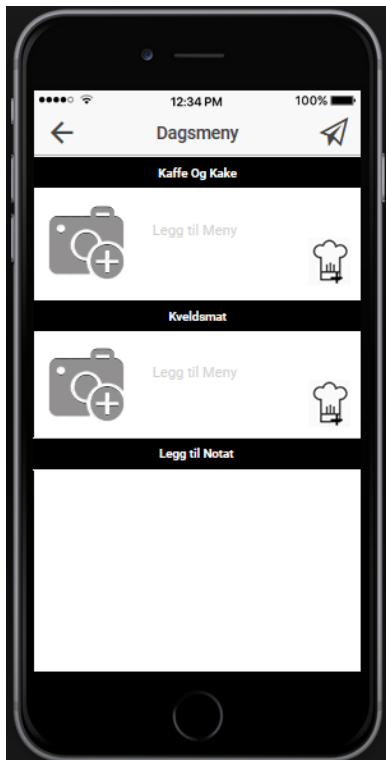 12:34 PM
100%
Dagsmeny
Kaffe Og Kake
Legg til Meny
Kveldsmat
Legg til Meny
Legg til Notat